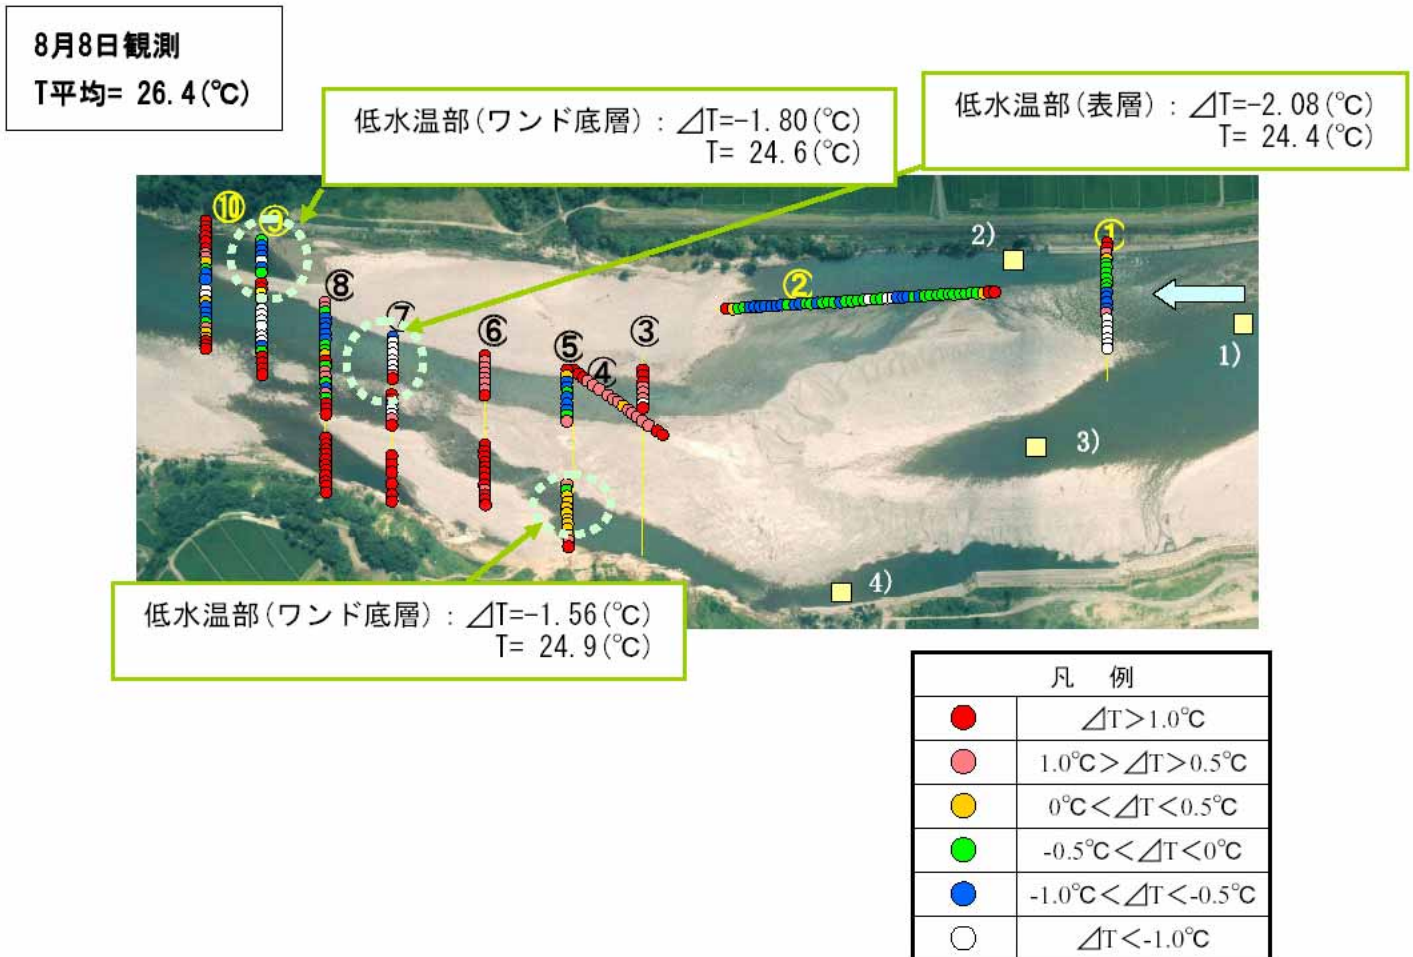 8月8日観測
T平均= 26.4(℃)
低水温部(ワンド底層) : ⊿T=-1.80(℃)
T= 24.6(℃)
低水温部(表層) : ⊿T=-2.08(℃)
T= 24.4(℃)
⑩
⑨
⑧
⑦
⑥
⑤
④
③
②
①
2)
1)
3)
4)
低水温部(ワンド底層) : ⊿T=-1.56(℃)
T= 24.9(℃)
凡 例
⊿T>1.0℃
1.0℃>⊿T>0.5℃
0℃<⊿T<0.5℃
-0.5℃<⊿T<0℃
-1.0℃<⊿T<-0.5℃
⊿T<-1.0℃